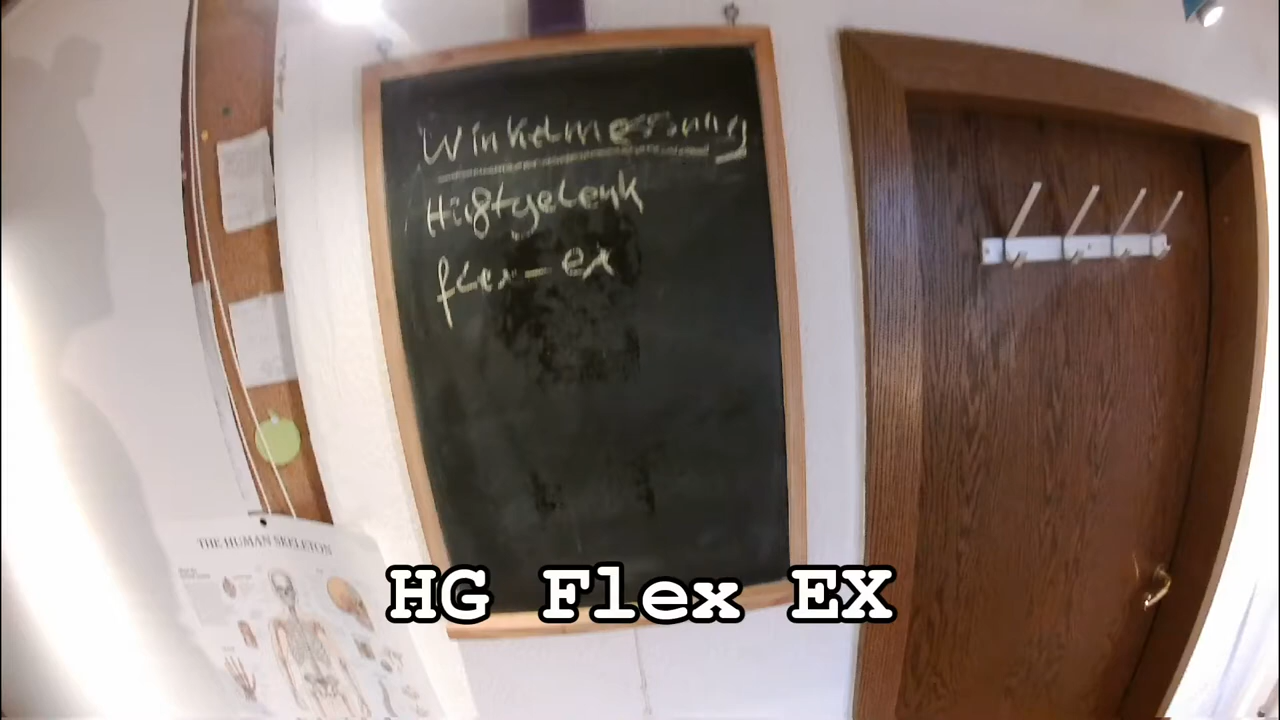 Winkelmessung
Hüftgelenk
flex - ex
THE HUMAN SKELETON
HG Flex EX